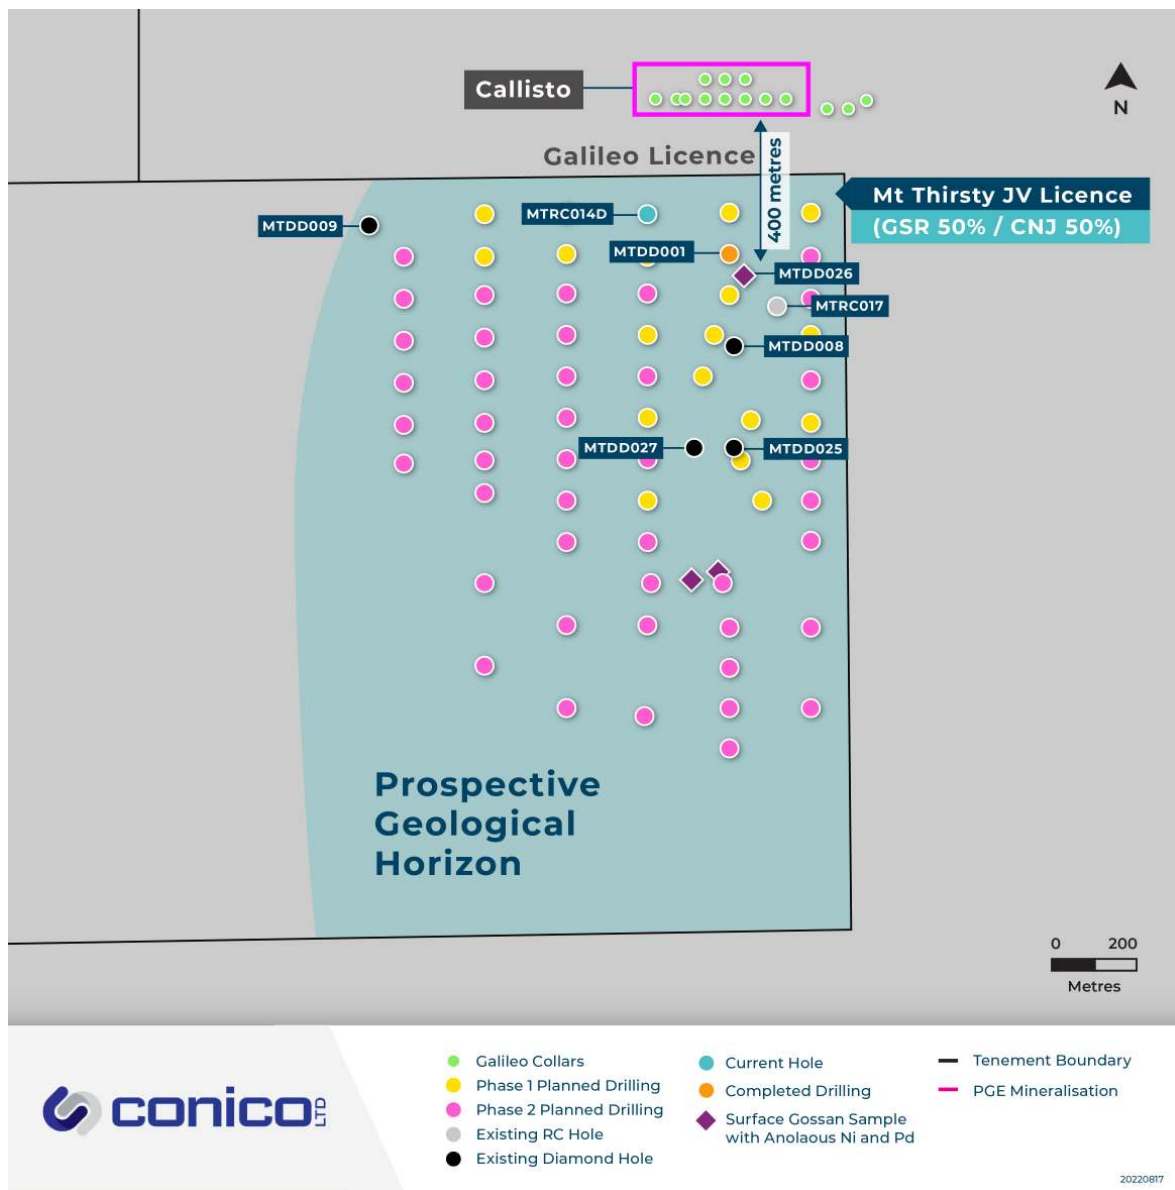 Callisto
N
Galileo Licence
400 metres
Mt Thirsty JV Licence
(GSR 50% / CNJ 50%)
MTDD009
MTRC014D
MTDD001
MTDD026
MTRC017
MTDD008
MTDD027
MTDD025
Prospective
Geological
Horizon
0 200
Metres
conico LTD
Galileo Collars
Phase 1 Planned Drilling
Phase 2 Planned Drilling
Existing RC Hole
Existing Diamond Hole
Current Hole
Completed Drilling
Surface Gossan Sample
with Anolaous Ni and Pd
Tenement Boundary
PGE Mineralisation
20220817